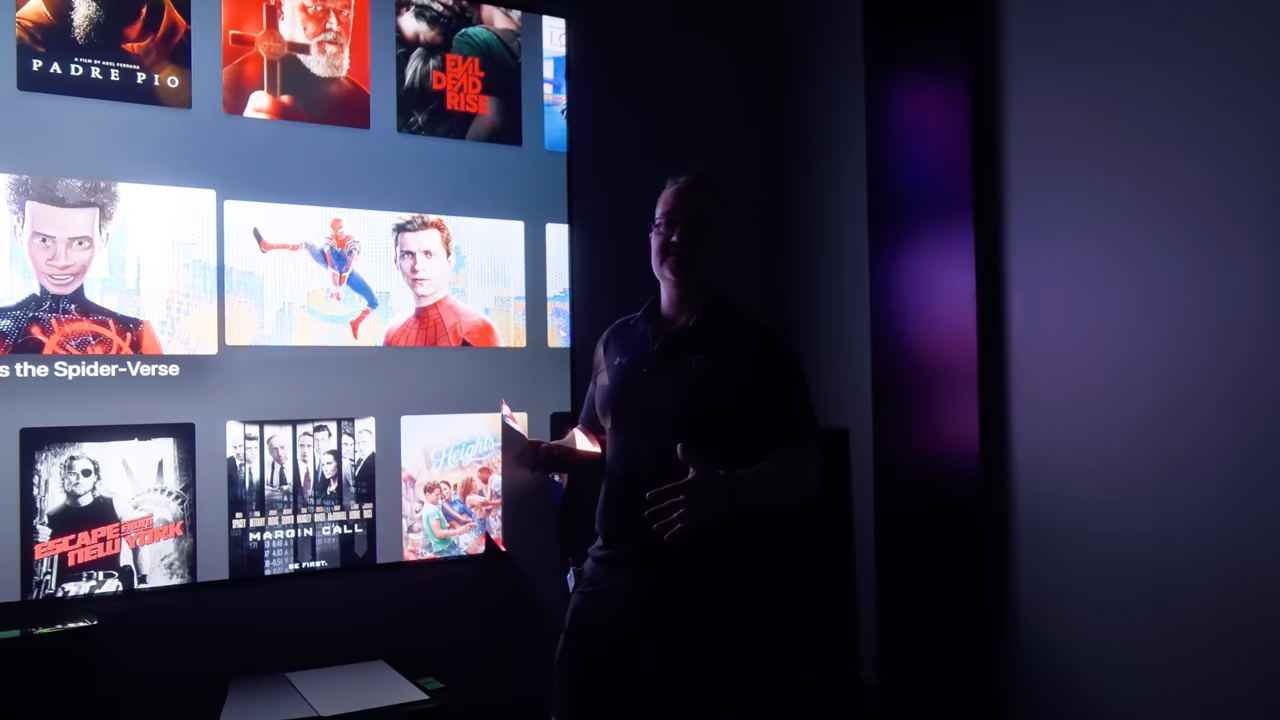 A FILM BY ABEL FERRARA
PADRE PIO
EVIL
DEAD
RISE
s the Spider-Verse
ESCAPE FROM
NEW YORK
MARGIN CALL
BE FIRST.
Heights